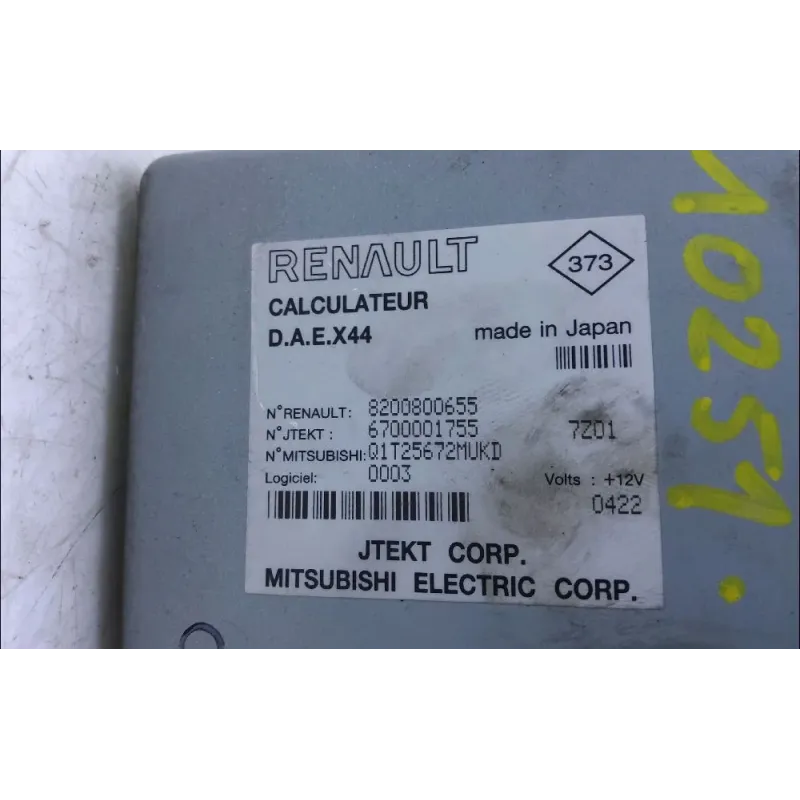 RENAULT
373
CALCULATEUR
D.A.E.X44
made in Japan
N°RENAULT: 8200800655
N°JTEKT : 6700001755 7Z01
N°MITSUBISHI: Q1T25672MUKD
Logiciel: 0003 Volts : +12V
0422
JTEKT CORP.
MITSUBISHI ELECTRIC CORP.
10251.